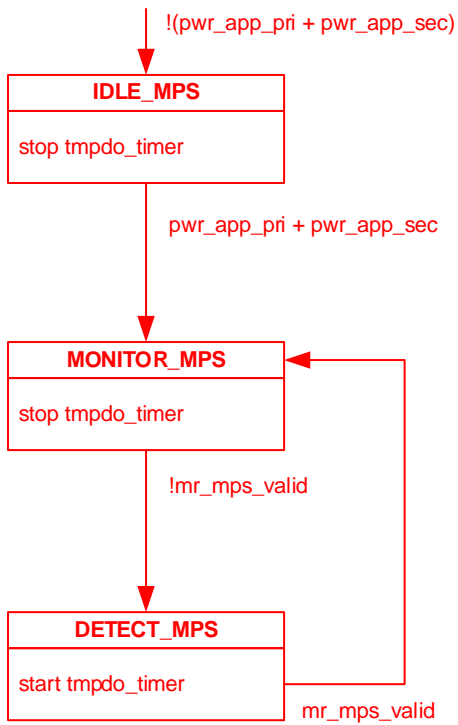 !(pwr_app_pri + pwr_app_sec)
IDLE_MPS
stop tmpdo_timer
pwr_app_pri + pwr_app_sec
MONITOR_MPS
stop tmpdo_timer
!mr_mps_valid
DETECT_MPS
start tmpdo_timer
mr_mps_valid